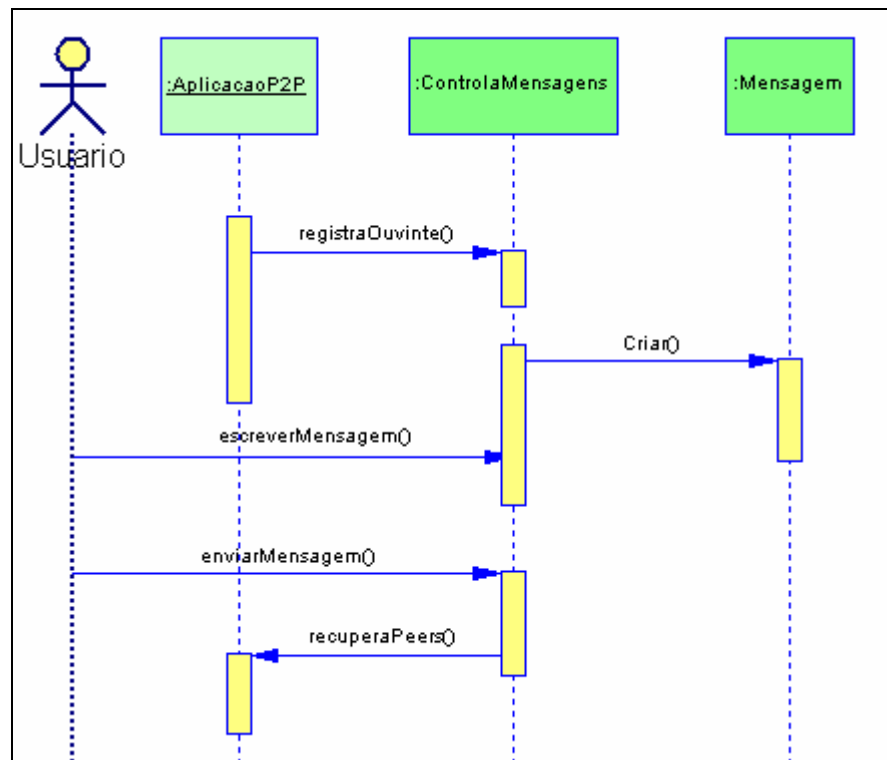 :AplicacaoP2P
:ControlaMensagens
:Mensagem
Usuario
registraOuvinte()
Criar()
escreverMensagem()
enviarMensagem()
recuperaPeers()